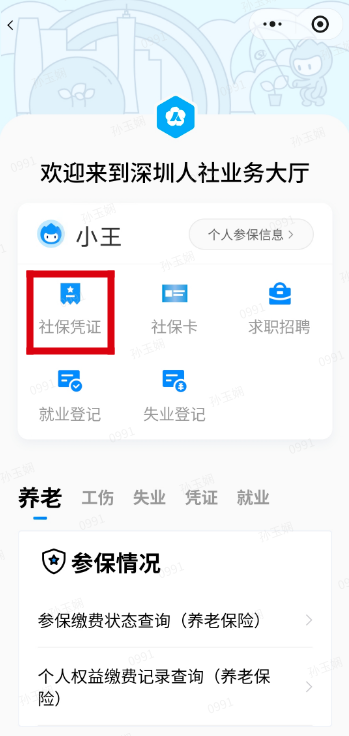 欢迎来到深圳人社业务大厅
小王
个人参保信息
社保凭证
社保卡
求职招聘
就业登记
失业登记
养老
工伤
失业
凭证
就业
参保情况
参保缴费状态查询（养老保险）
个人权益缴费记录查询（养老保
险）